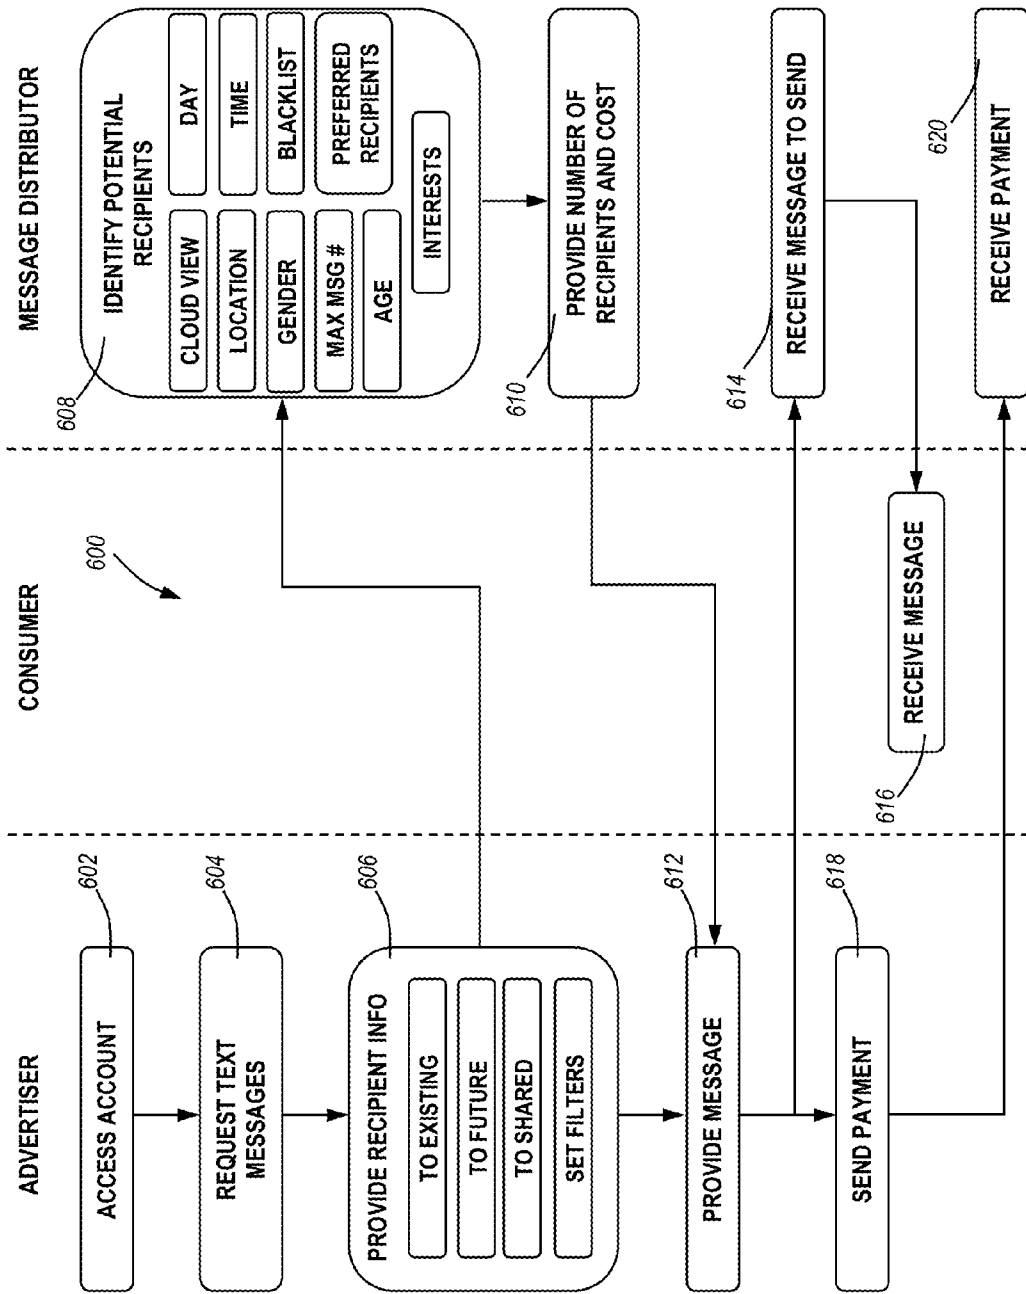 ADVERTISER
CONSUMER
MESSAGE DISTRIBUTOR
602
ACCESS ACCOUNT
604
REQUEST TEXT
MESSAGES
606
PROVIDE RECIPIENT INFO
TO EXISTING
TO FUTURE
TO SHARED
SET FILTERS
600
608
IDENTIFY POTENTIAL
RECIPIENTS
CLOUD VIEW
DAY
LOCATION
TIME
GENDER
BLACKLIST
MAX MSG #
PREFERRED
RECIPIENTS
AGE
INTERESTS
610
PROVIDE NUMBER OF
RECIPIENTS AND COST
612
PROVIDE MESSAGE
614
RECEIVE MESSAGE TO SEND
616
RECEIVE MESSAGE
618
SEND PAYMENT
620
RECEIVE PAYMENT